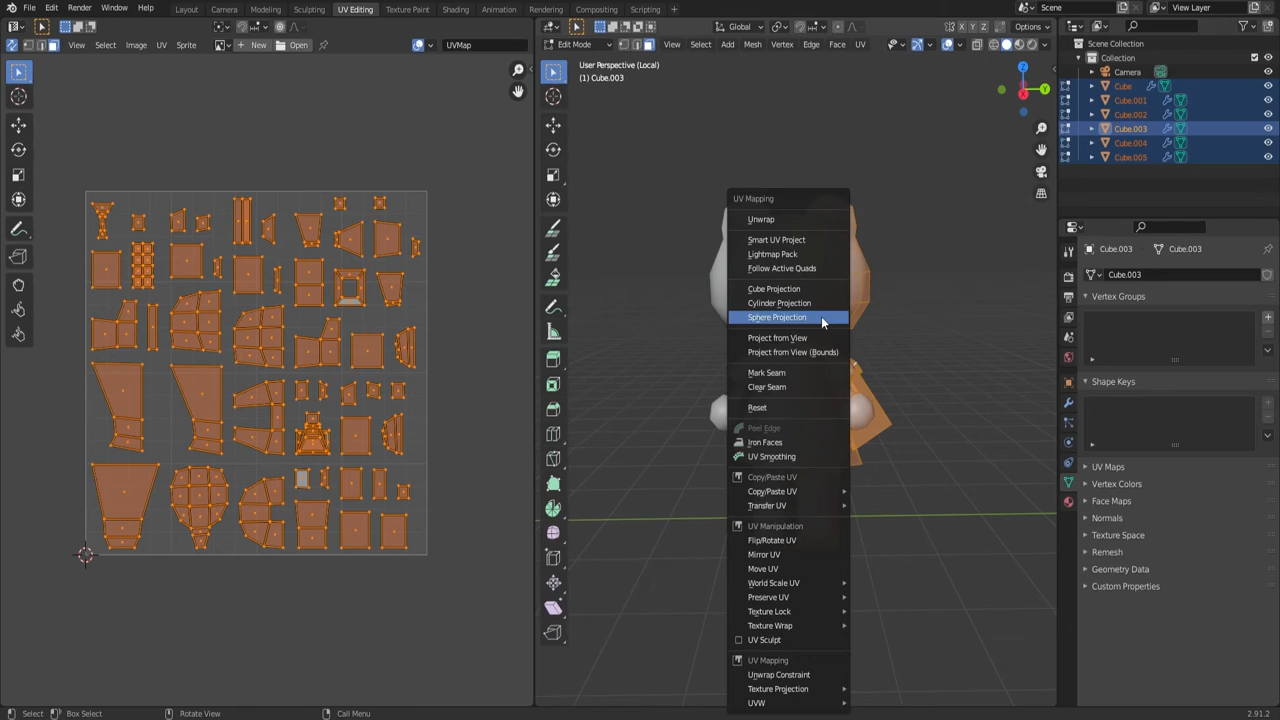 File Edit Render Window Help Layout Camera Modeling Sculpting UV Editing Texture Paint Shading Animation Rendering Compositing Scripting + Scene View Layer
New Open Global X Y Z Options
View Select Image UV Sprite UVMap Edit Mode View Select Add Mesh Vertex Edge Face UV Scene Collection
User Perspective (Local)
(1) Cube.003
Z
Y
X
Collection
Camera
Cube
Cube.001
Cube.002
Cube.003
Cube.004
Cube.005
UV Mapping
Unwrap
Smart UV Project
Lightmap Pack
Follow Active Quads
Cube Projection
Cylinder Projection
Sphere Projection
Project from View
Project from View (Bounds)
Mark Seam
Clear Seam
Reset
Peel Edge
Iron Faces
UV Smoothing
Copy/Paste UV
Copy/Paste UV
Transfer UV
UV Manipulation
Flip/Rotate UV
Mirror UV
Move UV
World Scale UV
Preserve UV
Texture Lock
Texture Wrap
UV Sculpt
UV Mapping
Unwrap Constraint
Texture Projection
UVW
Cube.003 Cube.003
Cube.003
Vertex Groups
Shape Keys
UV Maps
Vertex Colors
Face Maps
Normals
Texture Space
Remesh
Geometry Data
Custom Properties
Select Box Select Rotate View Call Menu 2.91.2